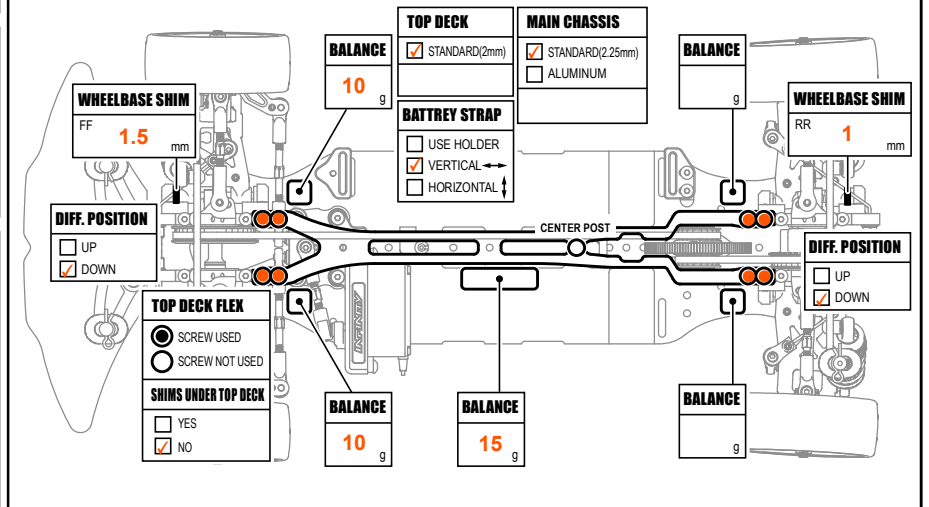 TOP DECK
STANDARD(2mm)
MAIN CHASSIS
STANDARD(2.25mm)
ALUMINUM
BALANCE
10
g
BALANCE
g
WHEELBASE SHIM
FF
1.5
mm
BATTREY STRAP
USE HOLDER
VERTICAL
HORIZONTAL
WHEELBASE SHIM
RR
1
mm
DIFF. POSITION
UP
DOWN
CENTER POST
DIFF. POSITION
UP
DOWN
TOP DECK FLEX
SCREW USED
SCREW NOT USED
SHIMS UNDER TOP DECK
YES
NO
INFINITY
BALANCE
10
g
BALANCE
15
g
BALANCE
g